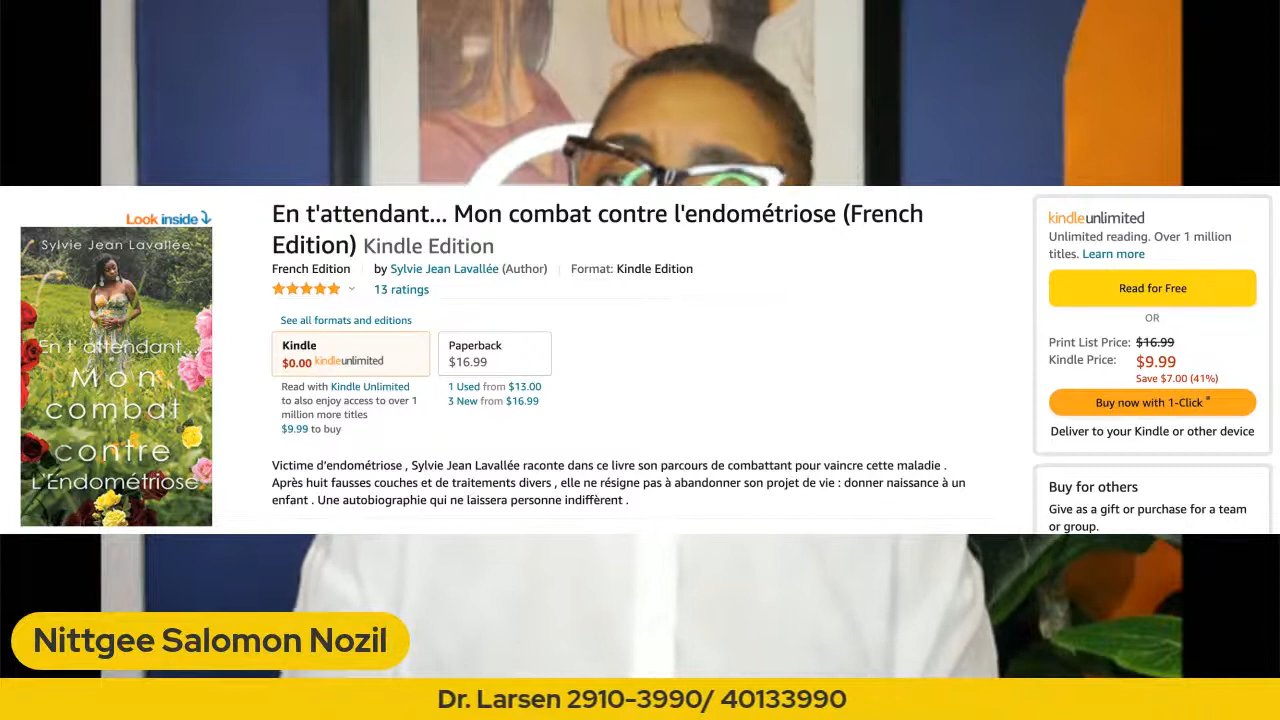 Look inside
Sylvie Jean Lavallée
En t'attendant...
Mon
combat
contre
L'Endométriose
En t'attendant... Mon combat contre l'endométriose (French
Edition) Kindle Edition
French Edition by Sylvie Jean Lavallée (Author) Format: Kindle Edition
13 ratings
See all formats and editions
Kindle
$0.00 kindleunlimited
Read with Kindle Unlimited
to also enjoy access to over 1
million more titles
$9.99 to buy
Paperback
$16.99
1 Used from $13.00
3 New from $16.99
Victime d'endométriose , Sylvie Jean Lavallée raconte dans ce livre son parcours de combattant pour vaincre cette maladie .
Après huit fausses couches et de traitements divers , elle ne résigne pas à abandonner son projet de vie : donner naissance à un
enfant . Une autobiographie qui ne laissera personne indiffèrent .
kindleunlimited
Unlimited reading. Over 1 million
titles. Learn more
Read for Free
OR
Print List Price: $16.99
Kindle Price: $9.99
Save $7.00 (41%)
Buy now with 1-Click ®
Deliver to your Kindle or other device
Buy for others
Give as a gift or purchase for a team
or group.
Nittgee Salomon Nozil
Dr. Larsen 2910-3990/ 40133990